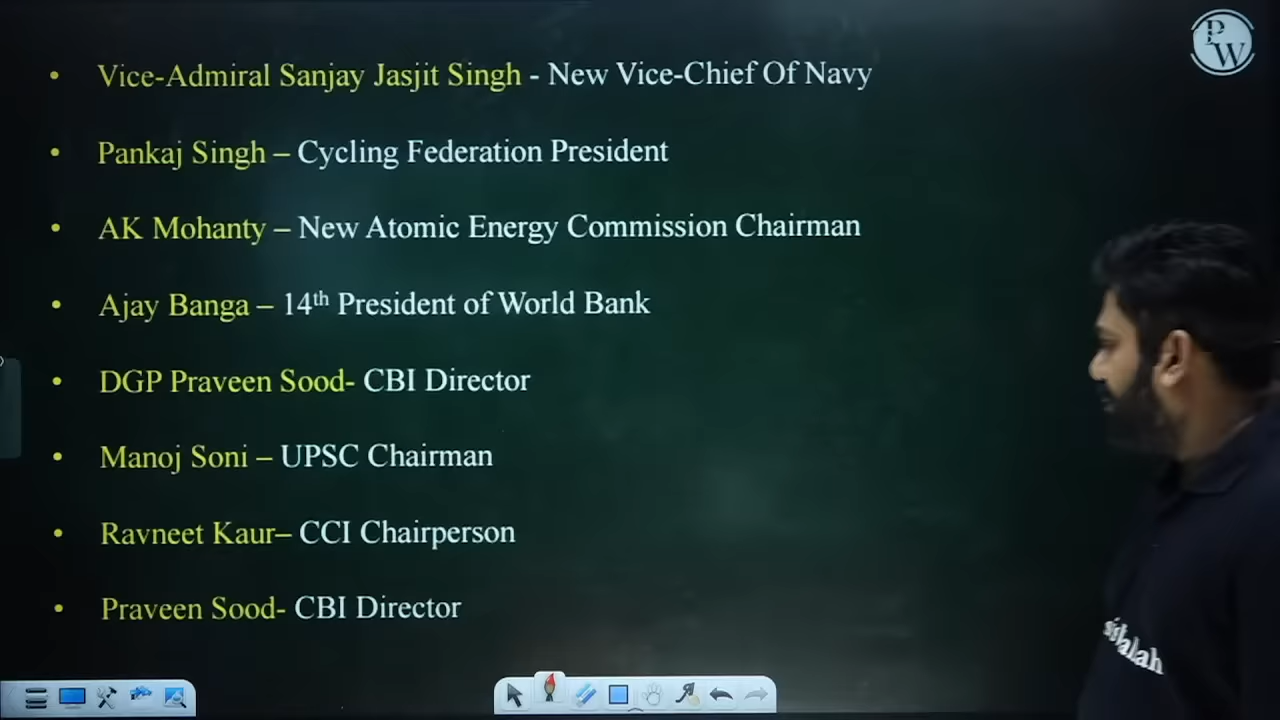 PW
• Vice-Admiral Sanjay Jasjit Singh - New Vice-Chief Of Navy
• Pankaj Singh – Cycling Federation President
• AK Mohanty – New Atomic Energy Commission Chairman
• Ajay Banga – 14th President of World Bank
• DGP Praveen Sood- CBI Director
• Manoj Soni – UPSC Chairman
• Ravneet Kaur– CCI Chairperson
• Praveen Sood- CBI Director